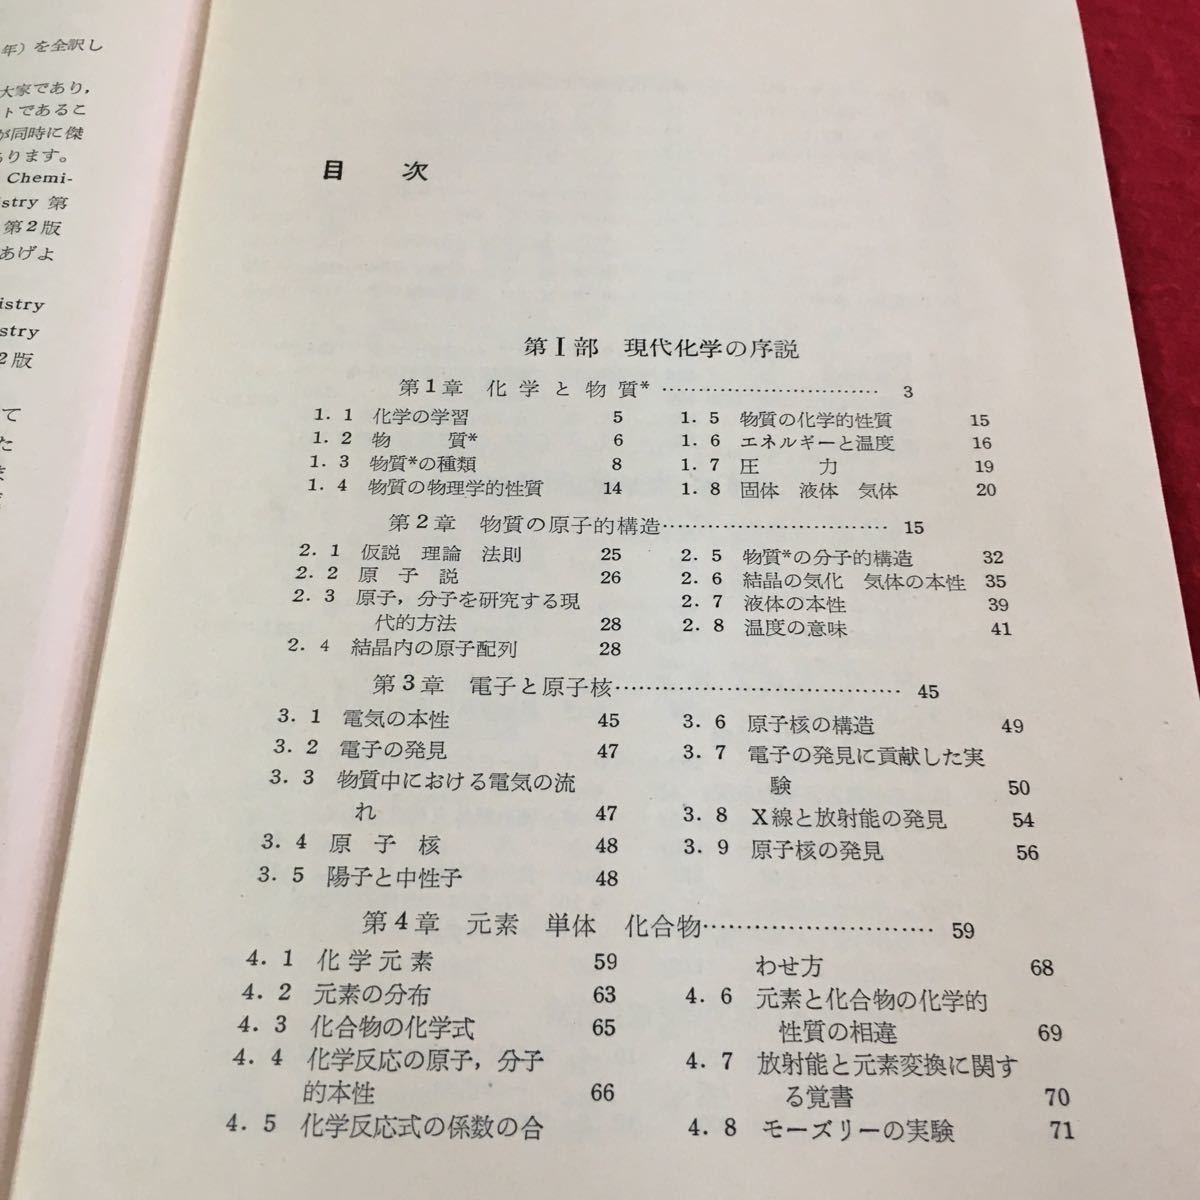 年）を全訳し
大家であり，
トであるこ
が同時に傑
あります。
Chemi-
istry 第
第2版
あげよ
istry
stry
2版
て
た
ま
目　次
第Ⅰ部　現代化学の序説
第1章　化学と物質* …………………………… 3
1．1　化学の学習　5
1．2　物　　質*　6
1．3　物質*の種類　8
1．4　物質の物理学的性質　14
1．5　物質の化学的性質　15
1．6　エネルギーと温度　16
1．7　圧　　力　19
1．8　固体　液体　気体　20
第2章　物質の原子的構造…………………………… 15
2．1　仮説　理論　法則　25
2．2　原　子　説　26
2．3　原子，分子を研究する現
代的方法　28
2．4　結晶内の原子配列　28
2．5　物質*の分子的構造　32
2．6　結晶の気化　気体の本性　35
2．7　液体の本性　39
2．8　温度の意味　41
第3章　電子と原子核…………………………………… 45
3．1　電気の本性　45
3．2　電子の発見　47
3．3　物質中における電気の流
れ　47
3．4　原　子　核　48
3．5　陽子と中性子　48
3．6　原子核の構造　49
3．7　電子の発見に貢献した実
験　50
3．8　X線と放射能の発見　54
3．9　原子核の発見　56
第4章　元素　単体　化合物…………………………… 59
4．1　化学元素　59
4．2　元素の分布　63
4．3　化合物の化学式　65
4．4　化学反応の原子，分子
的本性　66
4．5　化学反応式の係数の合
わせ方　68
4．6　元素と化合物の化学的
性質の相違　69
4．7　放射能と元素変換に関す
る覚書　70
4．8　モーズリーの実験　71